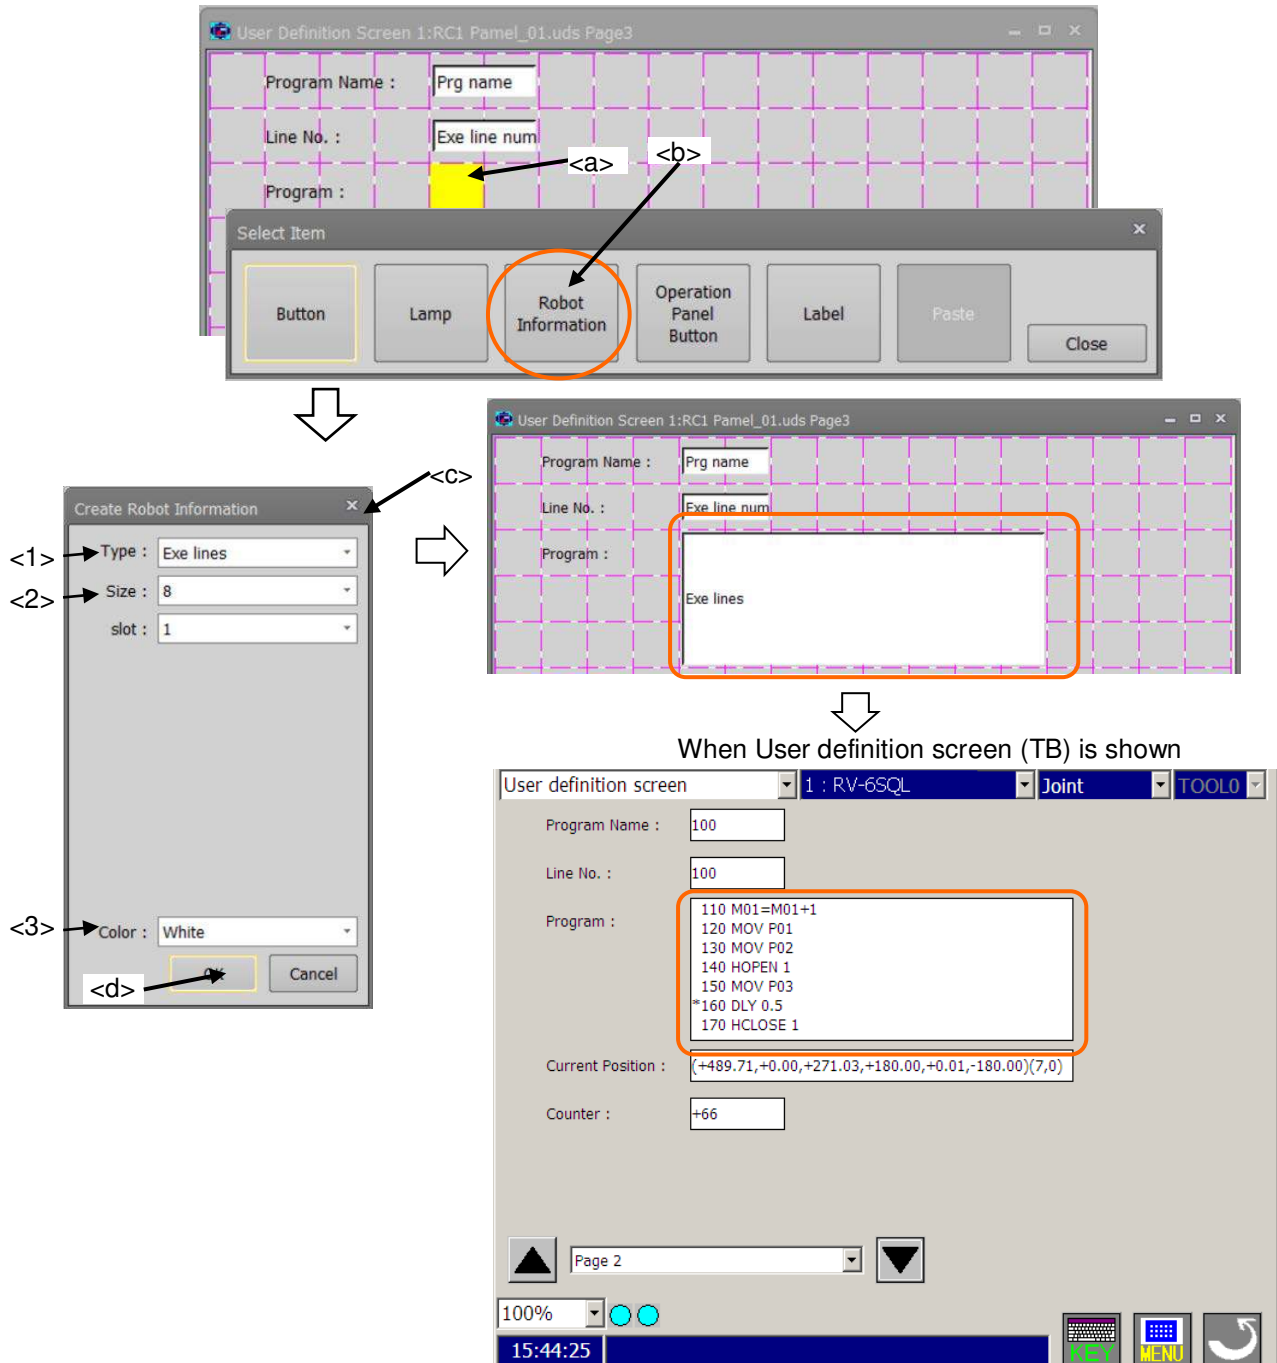 User Definition Screen 1:RC1 Pamel_01.uds Page3
Program Name :
Prg name
Line No. :
Exe line num
<a>
<b>
Program :
Select Item
Button
Lamp
Robot
Information
Operation
Panel
Button
Label
Paste
Close
User Definition Screen 1:RC1 Pamel_01.uds Page3
Program Name :
Prg name
Line No. :
Exe line num
Program :
Exe lines
<c>
Create Robot Information
<1>
Type :
Exe lines
<2>
Size :
8
slot :
1
<3>
Color :
White
<d>
Cancel
When User definition screen (TB) is shown
User definition screen
1 : RV-6SQL
Joint
TOOL0
Program Name :
100
Line No. :
100
Program :
110 M01=M01+1
120 MOV P01
130 MOV P02
140 HOPEN 1
150 MOV P03
*160 DLY 0.5
170 HCLOSE 1
Current Position :
(+489.71,+0.00,+271.03,+180.00,+0.01,-180.00)(7,0)
Counter :
+66
Page 2
100%
15:44:25
KEY
MENU